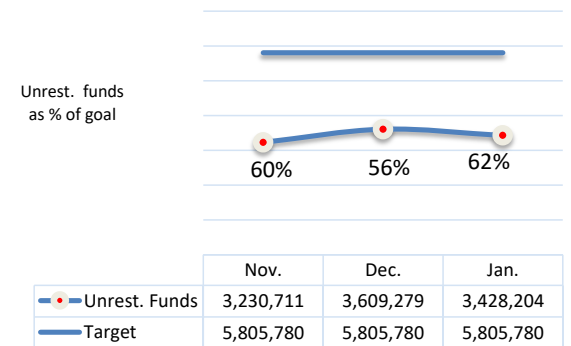 Unrest. funds
as % of goal
60% 56% 62%
Nov. Dec. Jan.
Unrest. Funds 3,230,711 3,609,279 3,428,204
Target 5,805,780 5,805,780 5,805,780